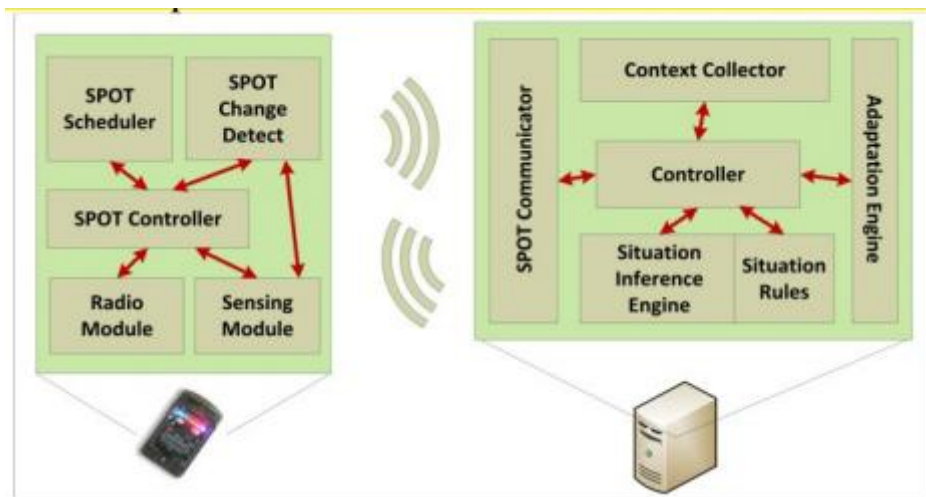 SPOT
Scheduler
SPOT
Change
Detect
SPOT Controller
Radio
Module
Sensing
Module
SPOT Communicator
Context Collector
Controller
Situation
Inference
Engine
Situation
Rules
Adaptation Engine